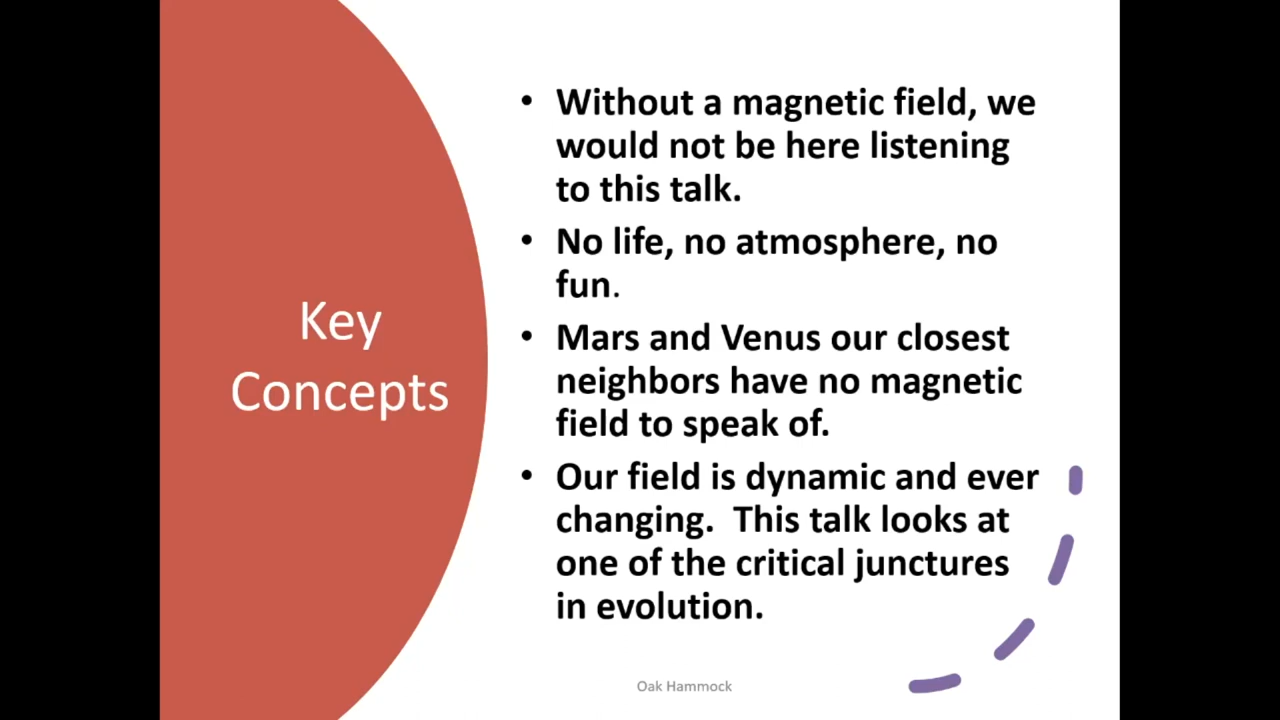 Key
Concepts
• Without a magnetic field, we
would not be here listening
to this talk.
• No life, no atmosphere, no
fun.
• Mars and Venus our closest
neighbors have no magnetic
field to speak of.
• Our field is dynamic and ever
changing.  This talk looks at
one of the critical junctures
in evolution.
Oak Hammock